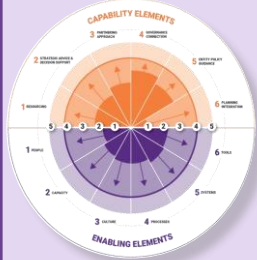 CAPABILITY ELEMENTS
3 PARTNERING
APPROACH
4 GOVERNANCE
CONNECTION
2 STRATEGIC ADVICE &
DECISION SUPPORT
5 EQUITY POLICY
GUIDANCE
1 RESOURCING
6 PLANNING
INTEGRATION
5 4 3 2 1 1 2 3 4 5
1 PEOPLE
6 TOOLS
2 CAPACITY
5 SYSTEMS
3 CULTURE
4 PROCESSES
ENABLING ELEMENTS